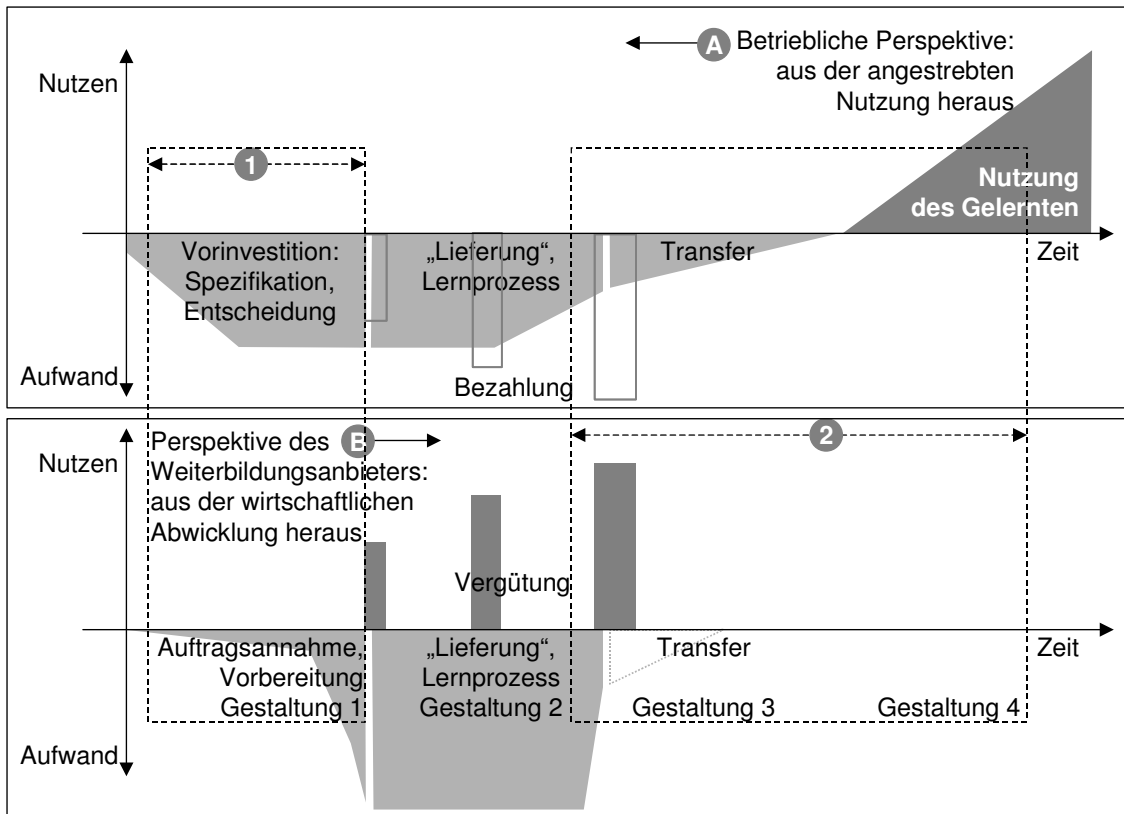 A Betriebliche Perspektive:
aus der angestrebten
Nutzung heraus
Nutzen
1
Nutzung
des Gelernten
Vorinvestition:
Spezifikation,
Entscheidung
„Lieferung“,
Lernprozess
Transfer
Zeit
Aufwand
Bezahlung
Perspektive des B
Weiterbildungsanbieters:
aus der wirtschaftlichen
Abwicklung heraus
2
Nutzen
Vergütung
Auftragsannahme,
Vorbereitung
Gestaltung 1
„Lieferung“,
Lernprozess
Gestaltung 2
Transfer
Gestaltung 3
Zeit
Gestaltung 4
Aufwand